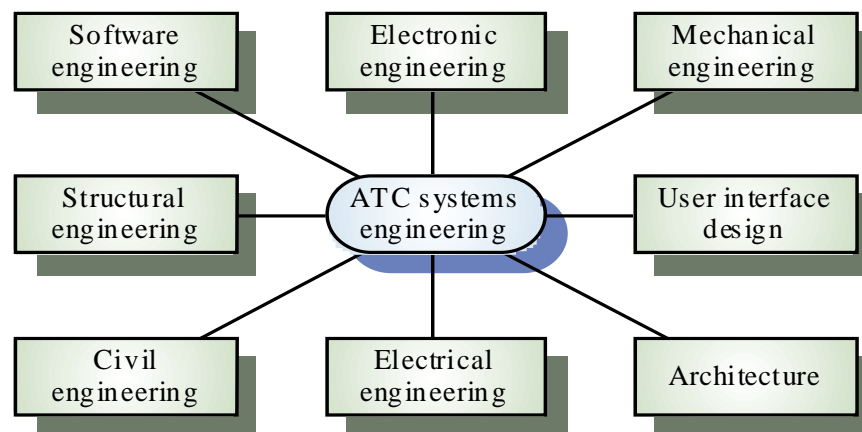 Software
engineering
Electronic
engineering
Mechanical
engineering
Structural
engineering
ATC systems
engineering
User interface
design
Civil
engineering
Electrical
engineering
Architecture